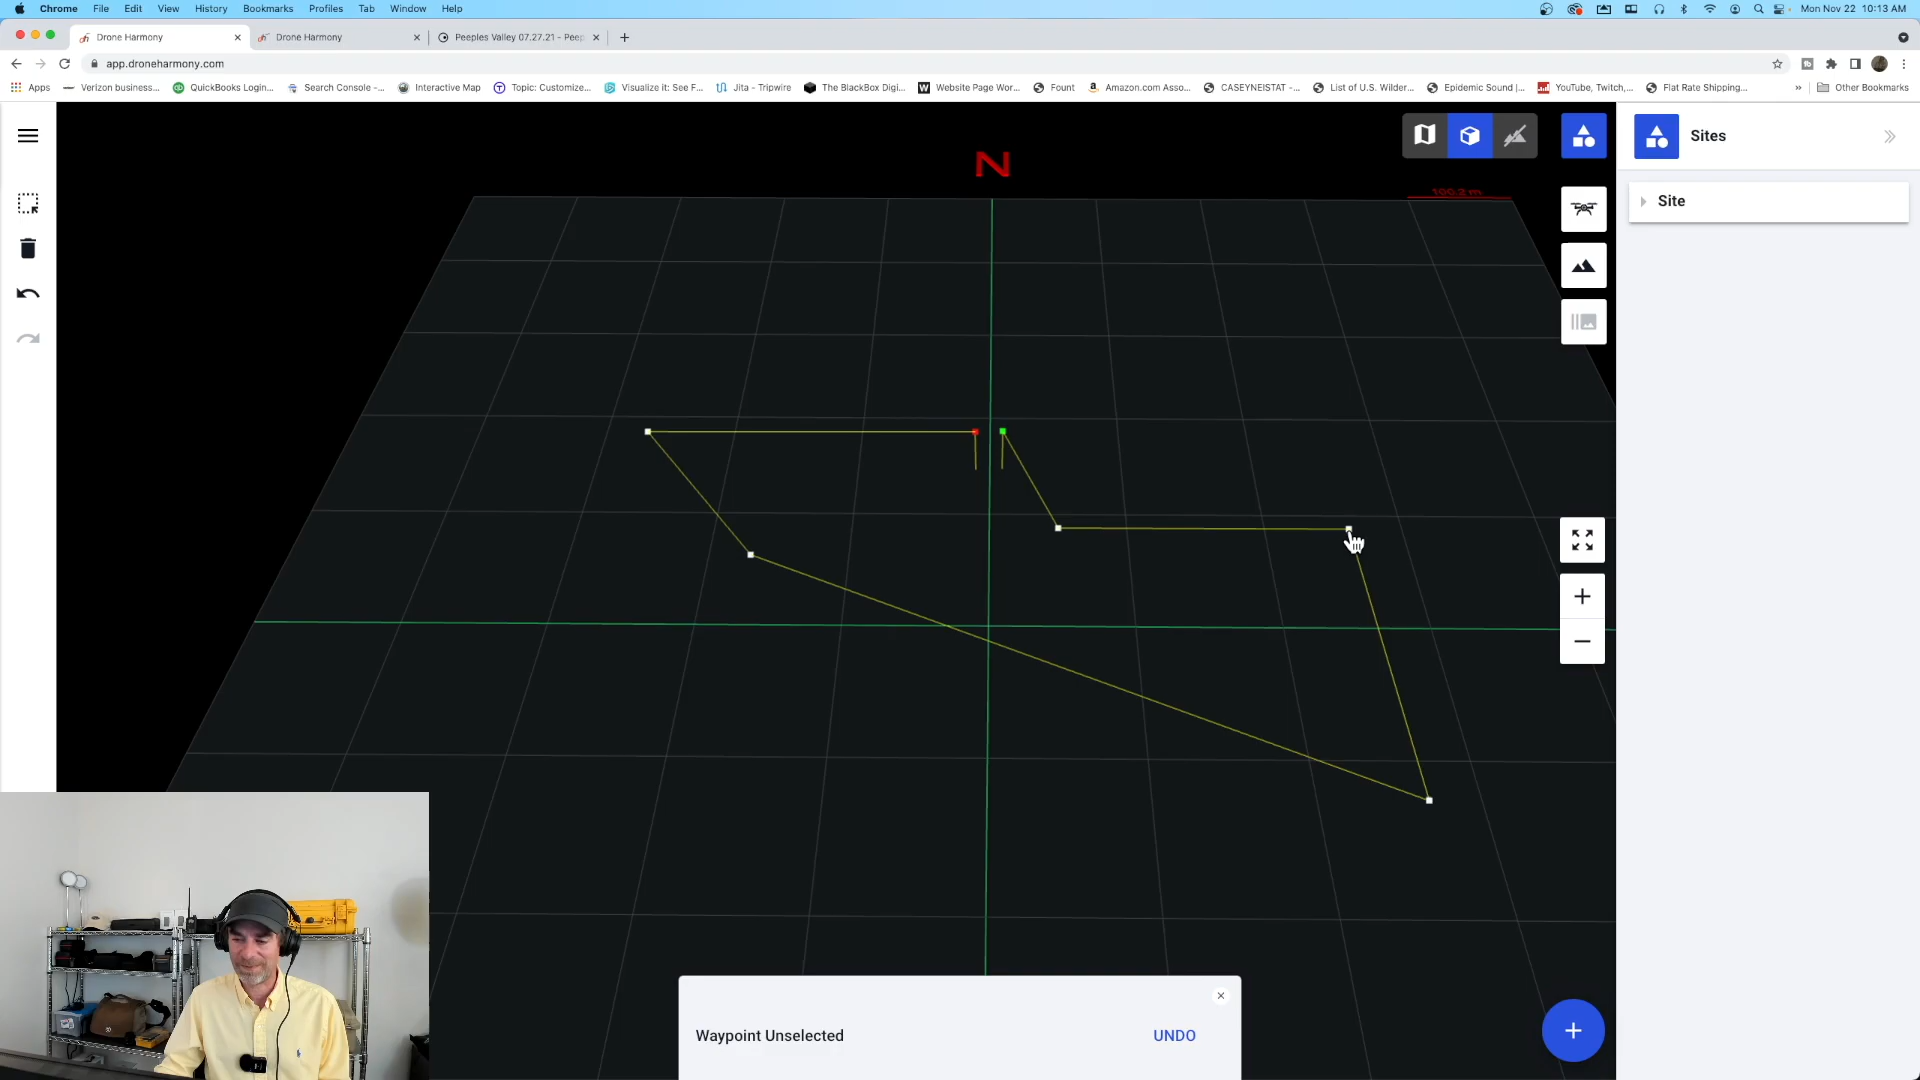 Chrome File Edit View History Bookmarks Profiles Tab Window Help Mon Nov 22 10:13 AM
Drone Harmony Drone Harmony Peeples Valley 07.27.21 - Peep
app.droneharmony.com
Apps Verizon business... QuickBooks Login... Search Console -... Interactive Map Topic: Customize... Visualize it: See F... Jita - Tripwire The BlackBox Digi... Website Page Wor... Fount Amazon.com Asso... CASEYNEISTAT -... List of U.S. Wilder... Epidemic Sound |... YouTube, Twitch,... Flat Rate Shipping... » Other Bookmarks
N
Sites
100.2 m
Site
Waypoint Unselected UNDO